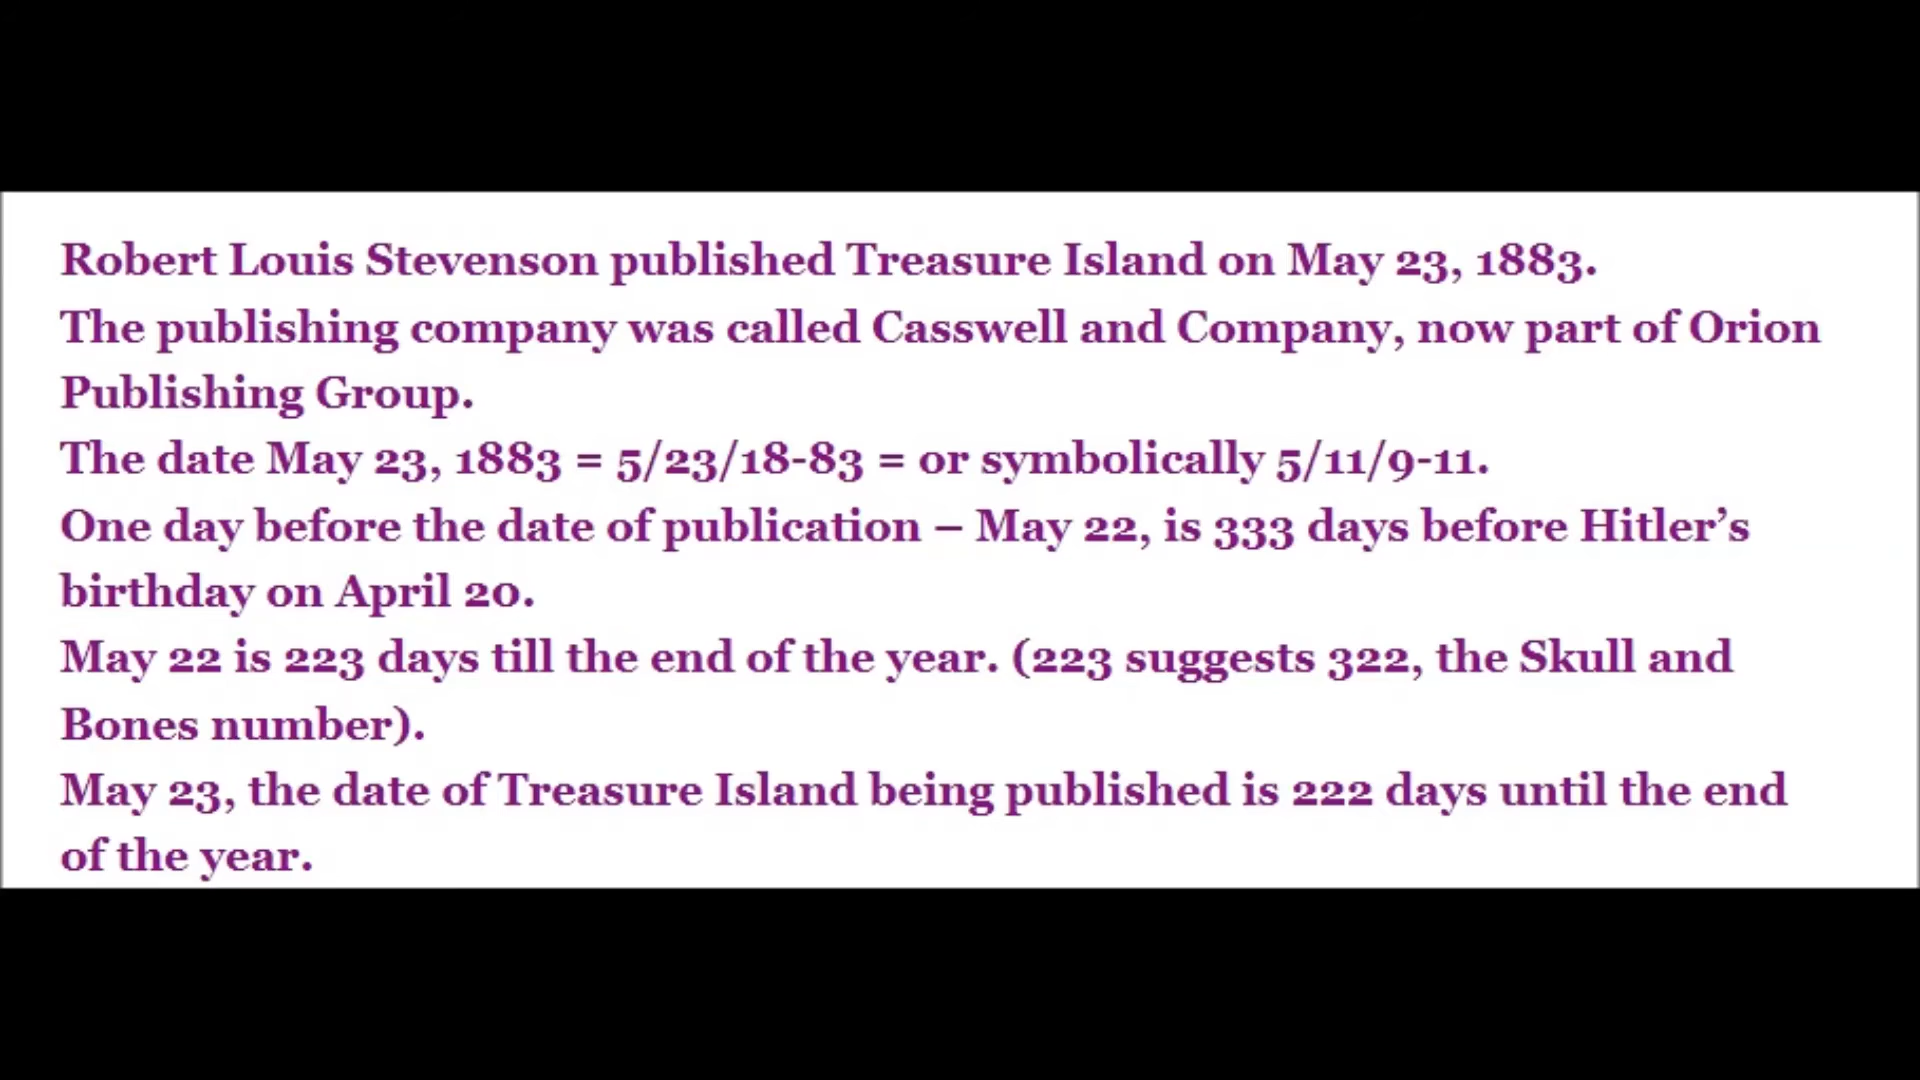 Robert Louis Stevenson published Treasure Island on May 23, 1883.
The publishing company was called Casswell and Company, now part of Orion
Publishing Group.
The date May 23, 1883 = 5/23/18-83 = or symbolically 5/11/9-11.
One day before the date of publication – May 22, is 333 days before Hitler’s
birthday on April 20.
May 22 is 223 days till the end of the year. (223 suggests 322, the Skull and
Bones number).
May 23, the date of Treasure Island being published is 222 days until the end
of the year.